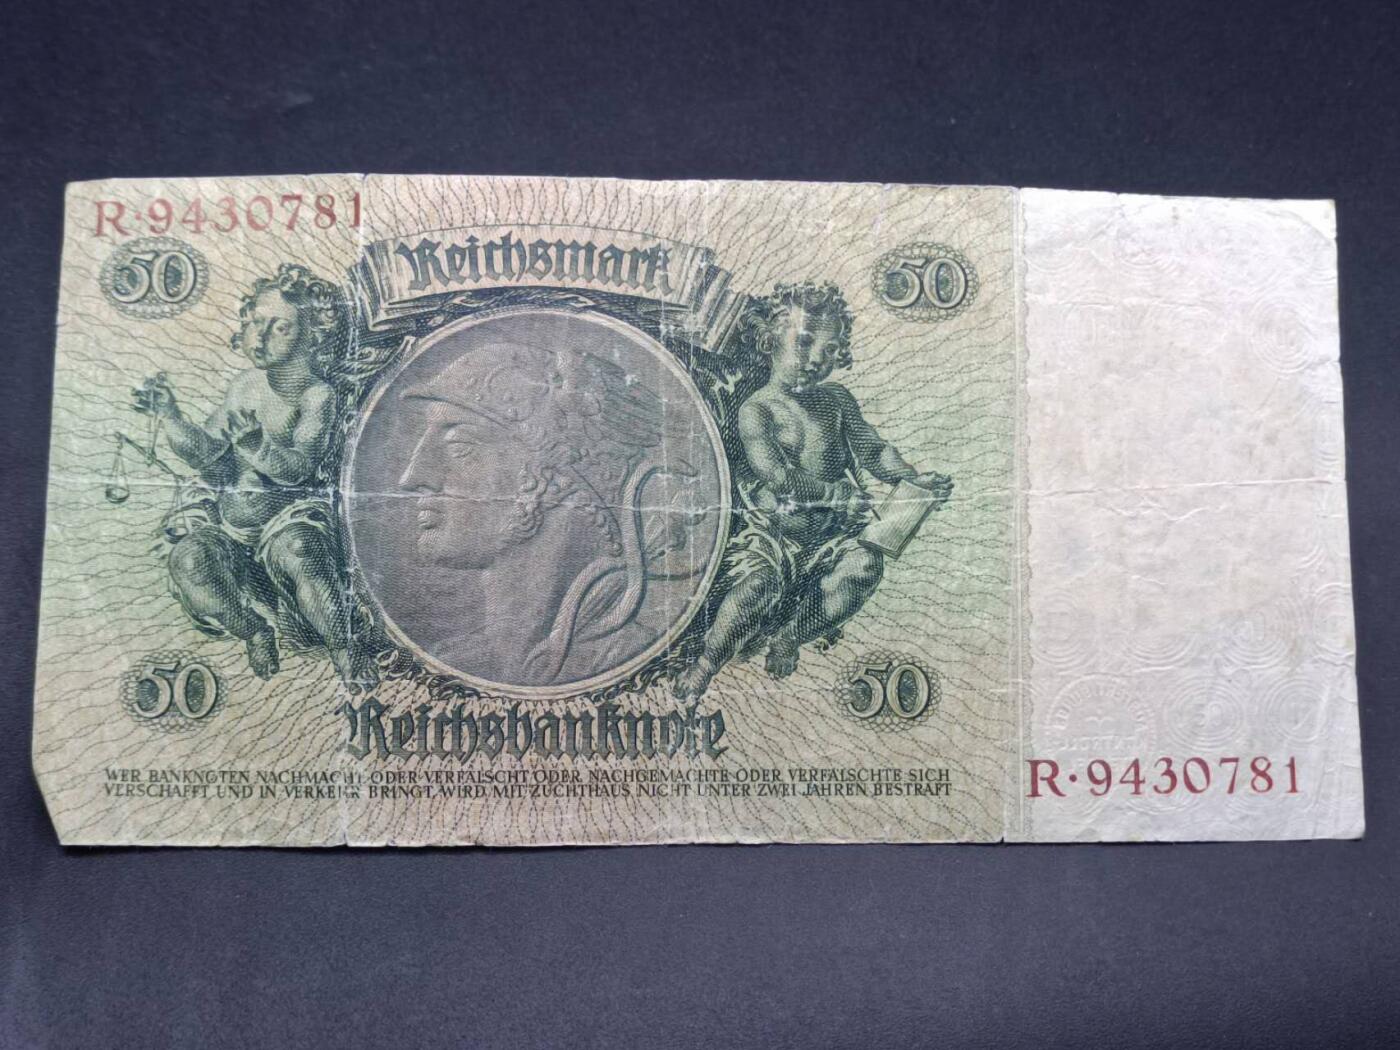 R·9430781
Reichsmark
50
50
50
50
Reichsbanknote
WER BANKNOTEN NACHMACHT ODER VERFÄLSCHT ODER NACHGEMACHTE ODER VERFÄLSCHTE SICH
VERSCHAFFT UND IN VERKEHR BRINGT, WIRD MIT ZUCHTHAUS NICHT UNTER ZWEI JAHREN BESTRAFT
R·9430781